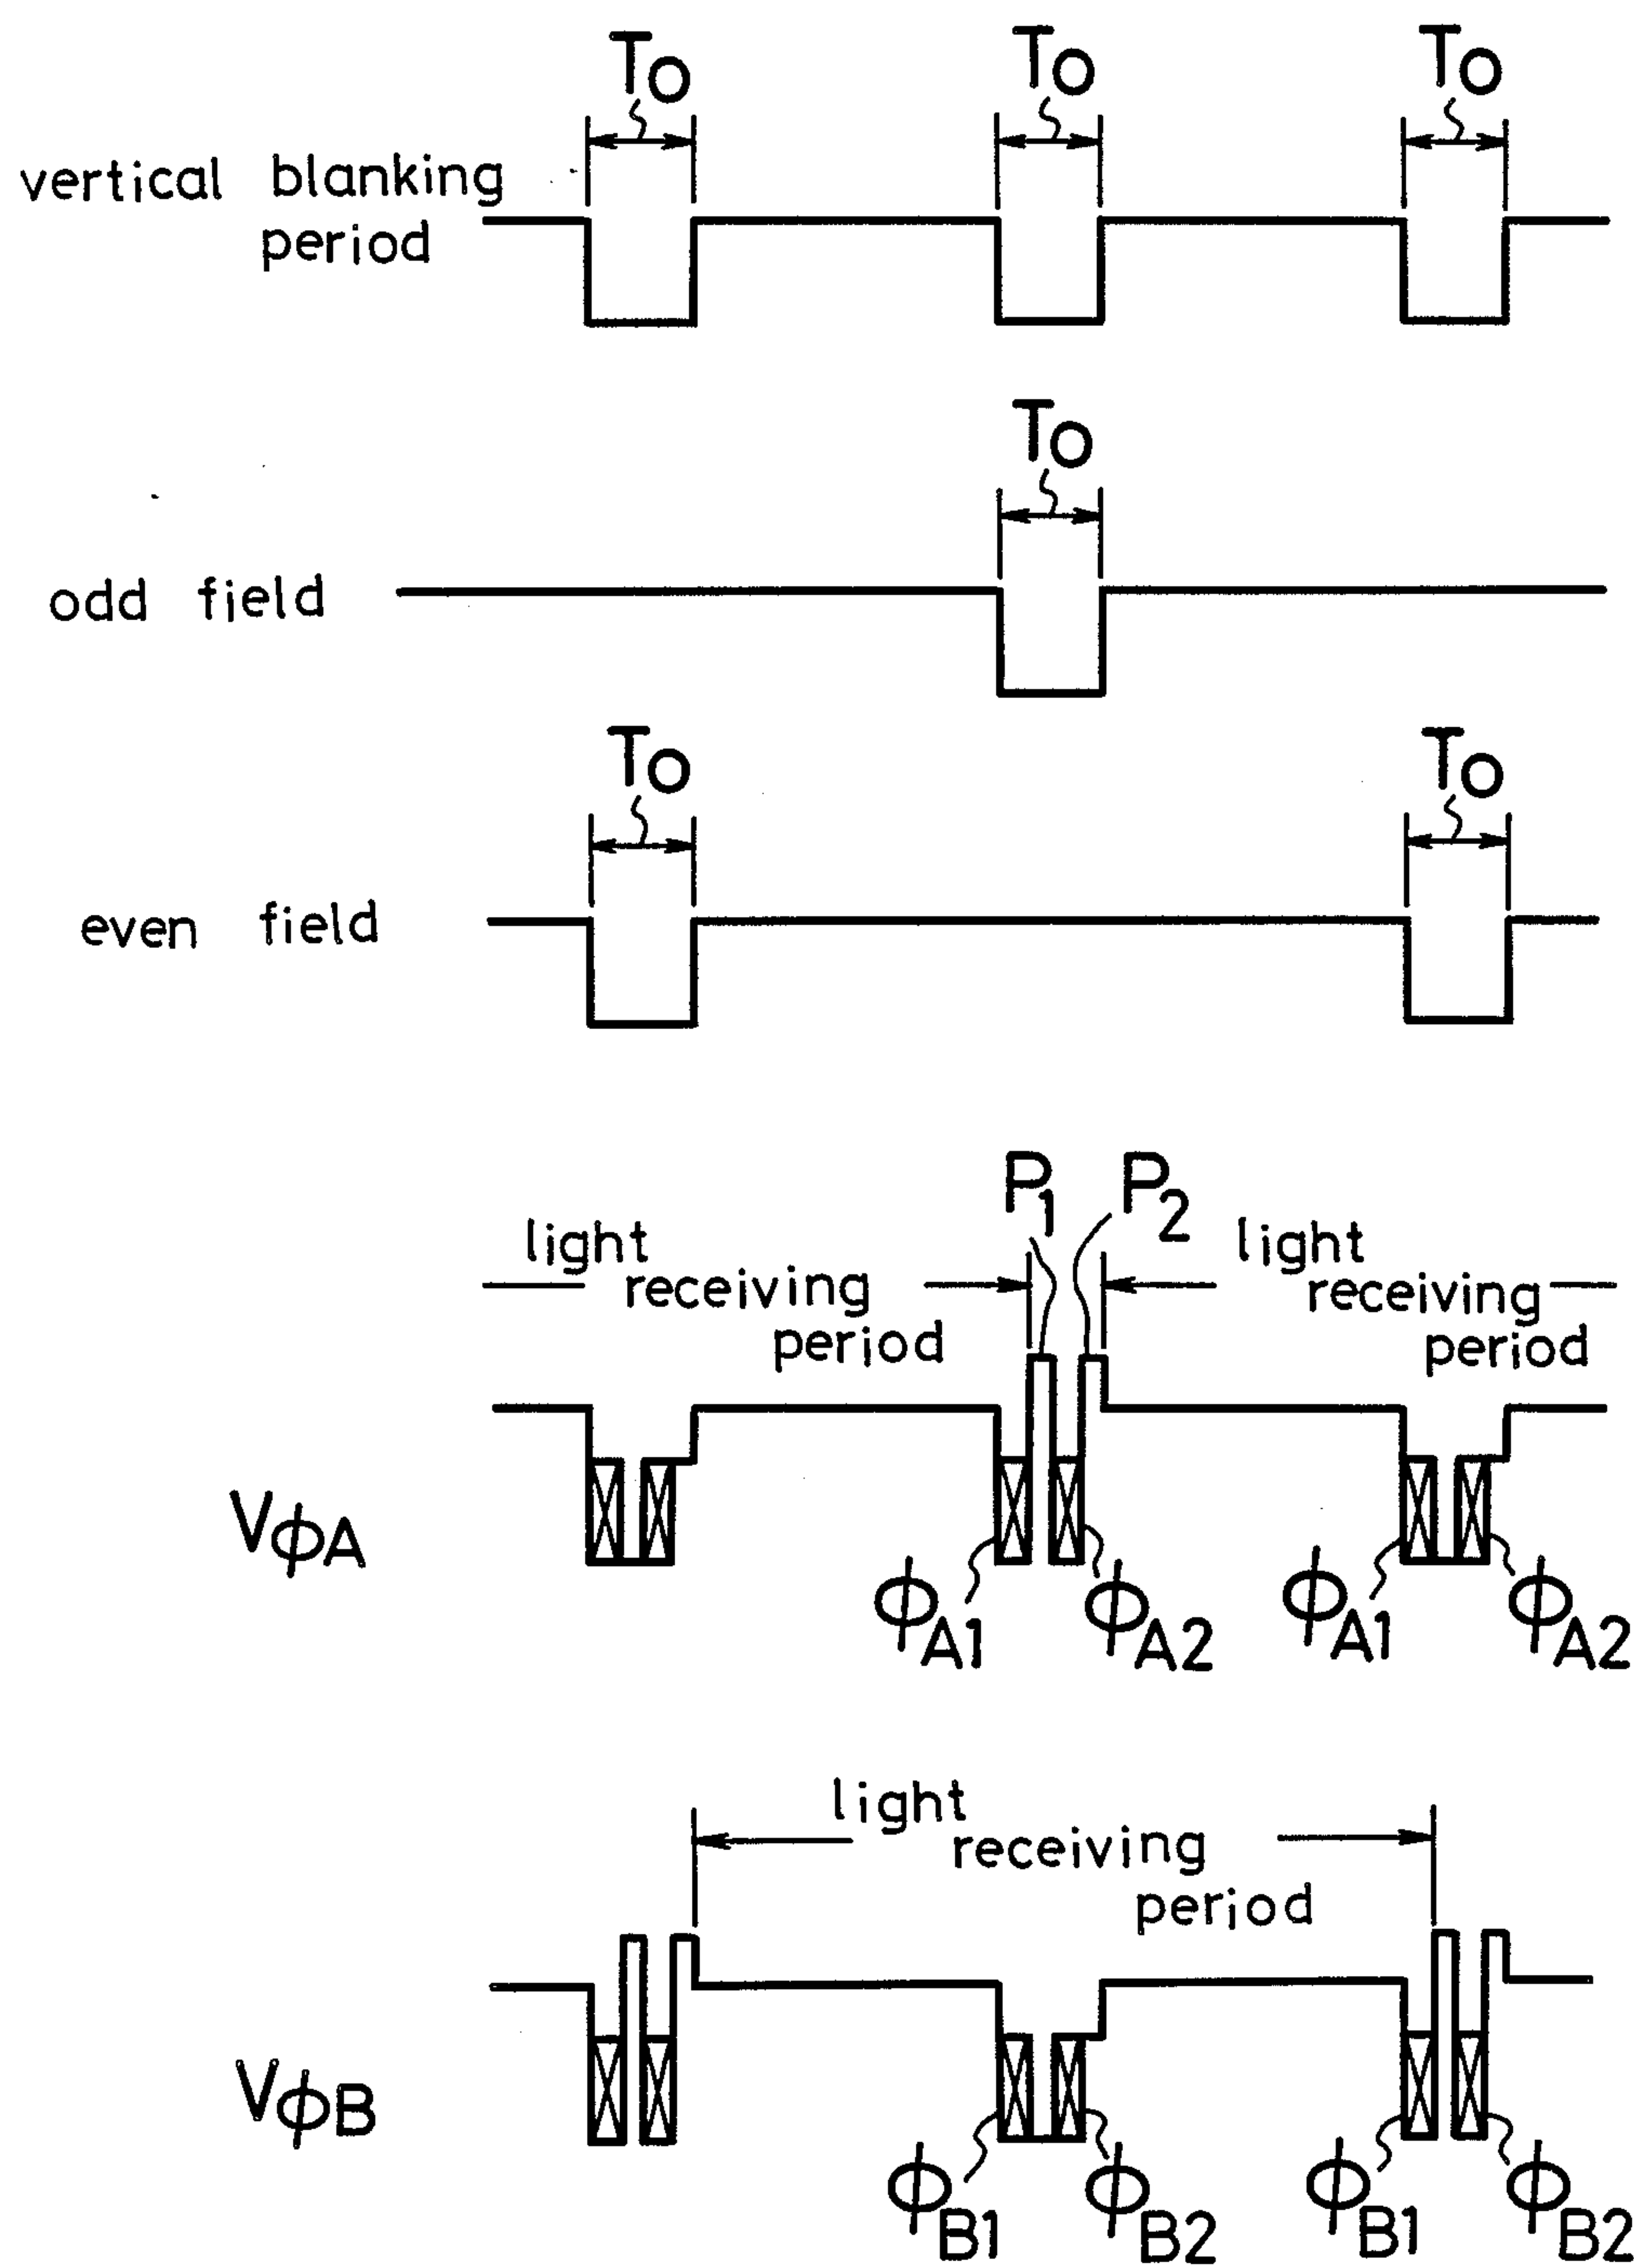 To To To
vertical blanking
period
To
odd field
To To
even field
P1 P2
light light
receiving receiving
period period
VϕA
ϕA1 ϕA2 ϕA1 ϕA2
light
receiving
period
VϕB
ϕB1 ϕB2 ϕB1 ϕB2